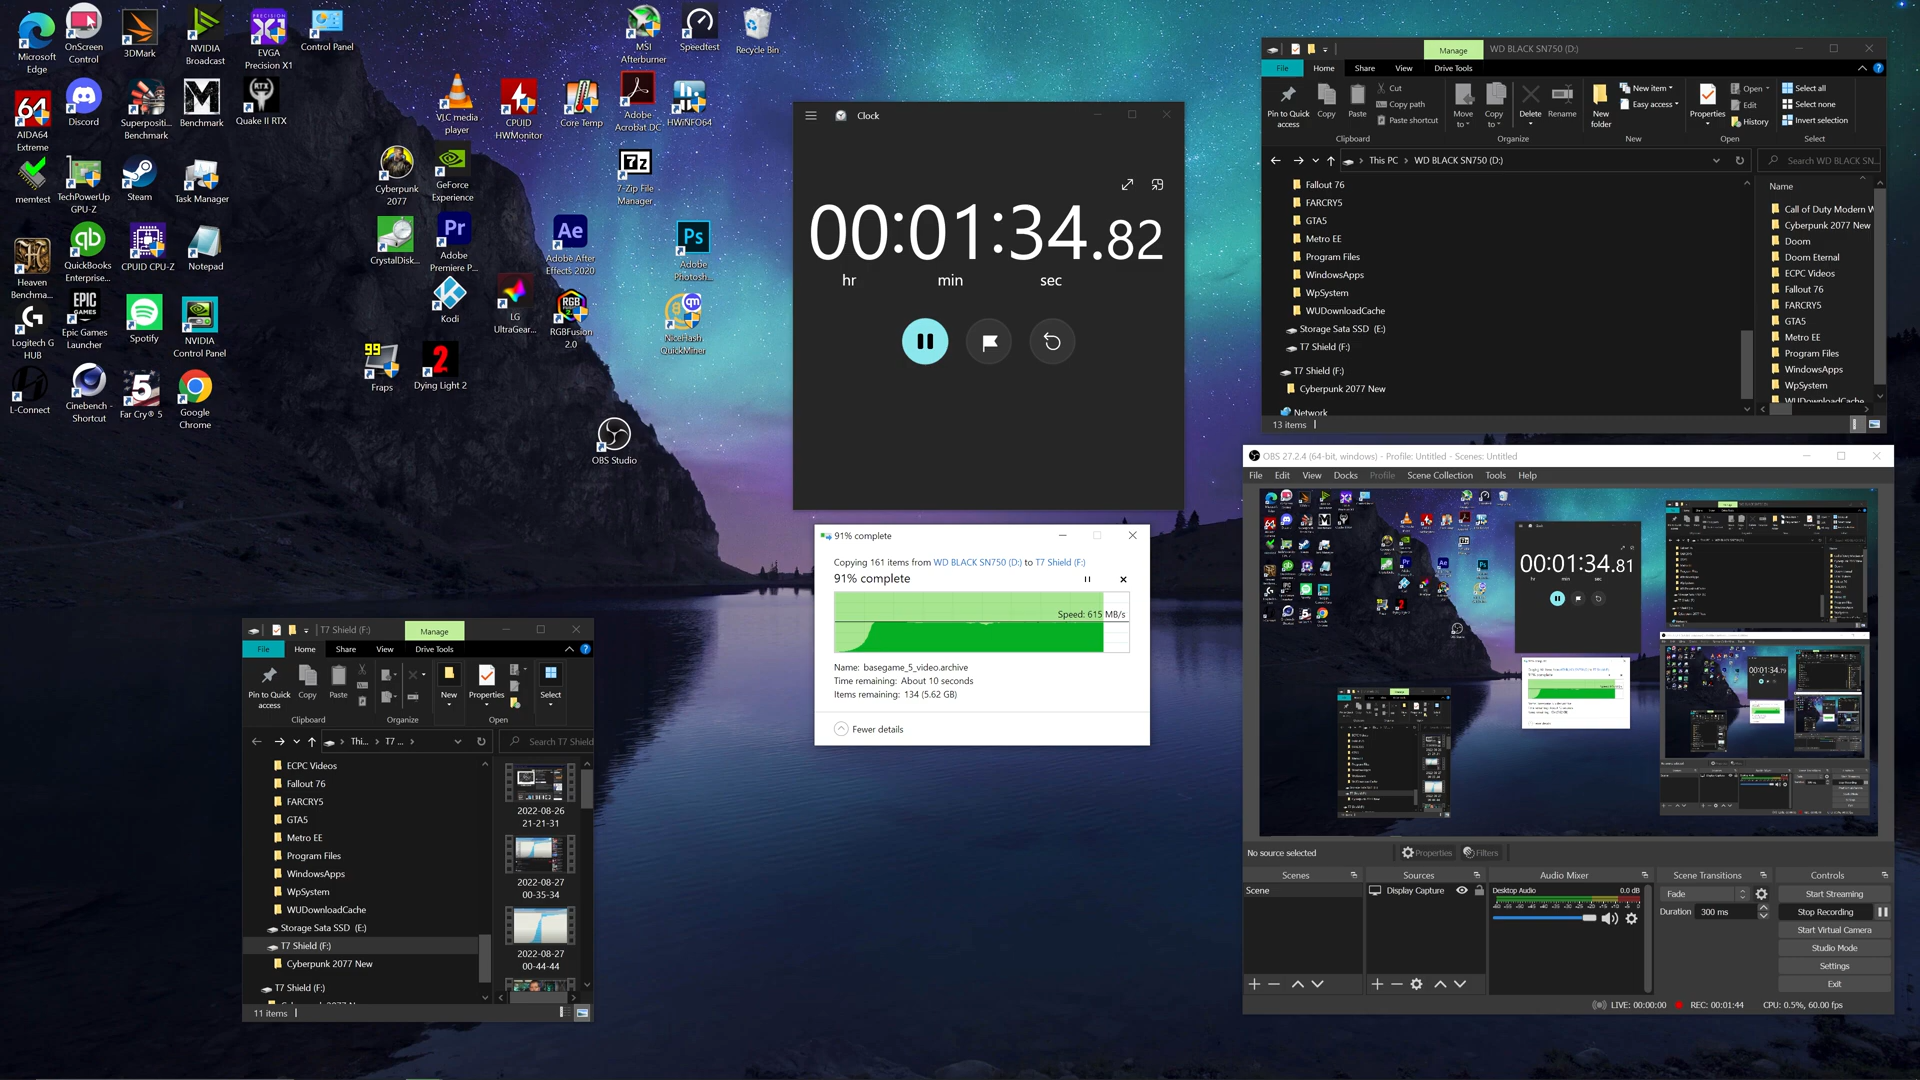 Microsoft Edge
OnScreen Control
3DMark
NVIDIA Broadcast
EVGA Precision X1
Control Panel
MSI Afterburner
Speedtest
Recycle Bin
AIDA64 Extreme
Discord
Superpositi... Benchmark
Benchmark
Quake II RTX
VLC media player
CPUID HWMonitor
Core Temp
Adobe Acrobat DC
HWiNFO64
memtest
TechPowerUp GPU-Z
Steam
Task Manager
Cyberpunk 2077
GeForce Experience
7-Zip File Manager
Heaven Benchma...
QuickBooks Enterprise...
CPUID CPU-Z
Notepad
CrystalDisk...
Adobe Premiere P...
Adobe After Effects 2020
Adobe Photosh...
Logitech G HUB
Epic Games Launcher
Spotify
NVIDIA Control Panel
Kodi
LG UltraGear...
RGBFusion 2.0
NiceHash QuickMiner
L-Connect
Cinebench - Shortcut
Far Cry® 5
Google Chrome
Fraps
Dying Light 2
OBS Studio
Clock
00:01:34.82
hr min sec
91% complete
Copying 161 items from WD BLACK SN750 (D:) to T7 Shield (F:)
91% complete
Speed: 615 MB/s
Name: basegame_5_video.archive
Time remaining: About 10 seconds
Items remaining: 134 (5.62 GB)
Fewer details
Manage WD BLACK SN750 (D:)
File Home Share View Drive Tools
Pin to Quick access
Copy
Paste
Cut
Copy path
Paste shortcut
Move to
Copy to
Delete
Rename
New folder
New item
Easy access
Properties
Open
Edit
History
Select all
Select none
Invert selection
Clipboard Organize New Open Select
This PC > WD BLACK SN750 (D:)
Search WD BLACK SN...
Fallout 76
FARCRY5
GTA5
Metro EE
Program Files
WindowsApps
WpSystem
WUDownloadCache
Storage Sata SSD (E:)
T7 Shield (F:)
T7 Shield (F:)
Cyberpunk 2077 New
Network
Name
Call of Duty Modern W
Cyberpunk 2077 New
Doom
Doom Eternal
ECPC Videos
Fallout 76
FARCRY5
GTA5
Metro EE
Program Files
WindowsApps
WpSystem
WUDownloadCache
13 items
T7 Shield (F:) Manage
File Home Share View Drive Tools
Pin to Quick access
Copy
Paste
New
Properties
Select
Clipboard Organize Open
Thi... > T7 ... >
Search T7 Shield
ECPC Videos
Fallout 76
FARCRY5
GTA5
Metro EE
Program Files
WindowsApps
WpSystem
WUDownloadCache
Storage Sata SSD (E:)
T7 Shield (F:)
Cyberpunk 2077 New
T7 Shield (F:)
2022-08-26 21-21-31
2022-08-27 00-35-34
2022-08-27 00-44-44
11 items
OBS 27.2.4 (64-bit, windows) - Profile: Untitled - Scenes: Untitled
File Edit View Docks Profile Scene Collection Tools Help
00:01:34.81
No source selected
Properties
Filters
Scenes
Scene
Sources
Display Capture
Audio Mixer
Desktop Audio 0.0 dB
Scene Transitions
Fade
Duration 300 ms
Controls
Start Streaming
Stop Recording
Start Virtual Camera
Studio Mode
Settings
Exit
LIVE: 00:00:00 REC: 00:01:44 CPU: 0.5%, 60.00 fps